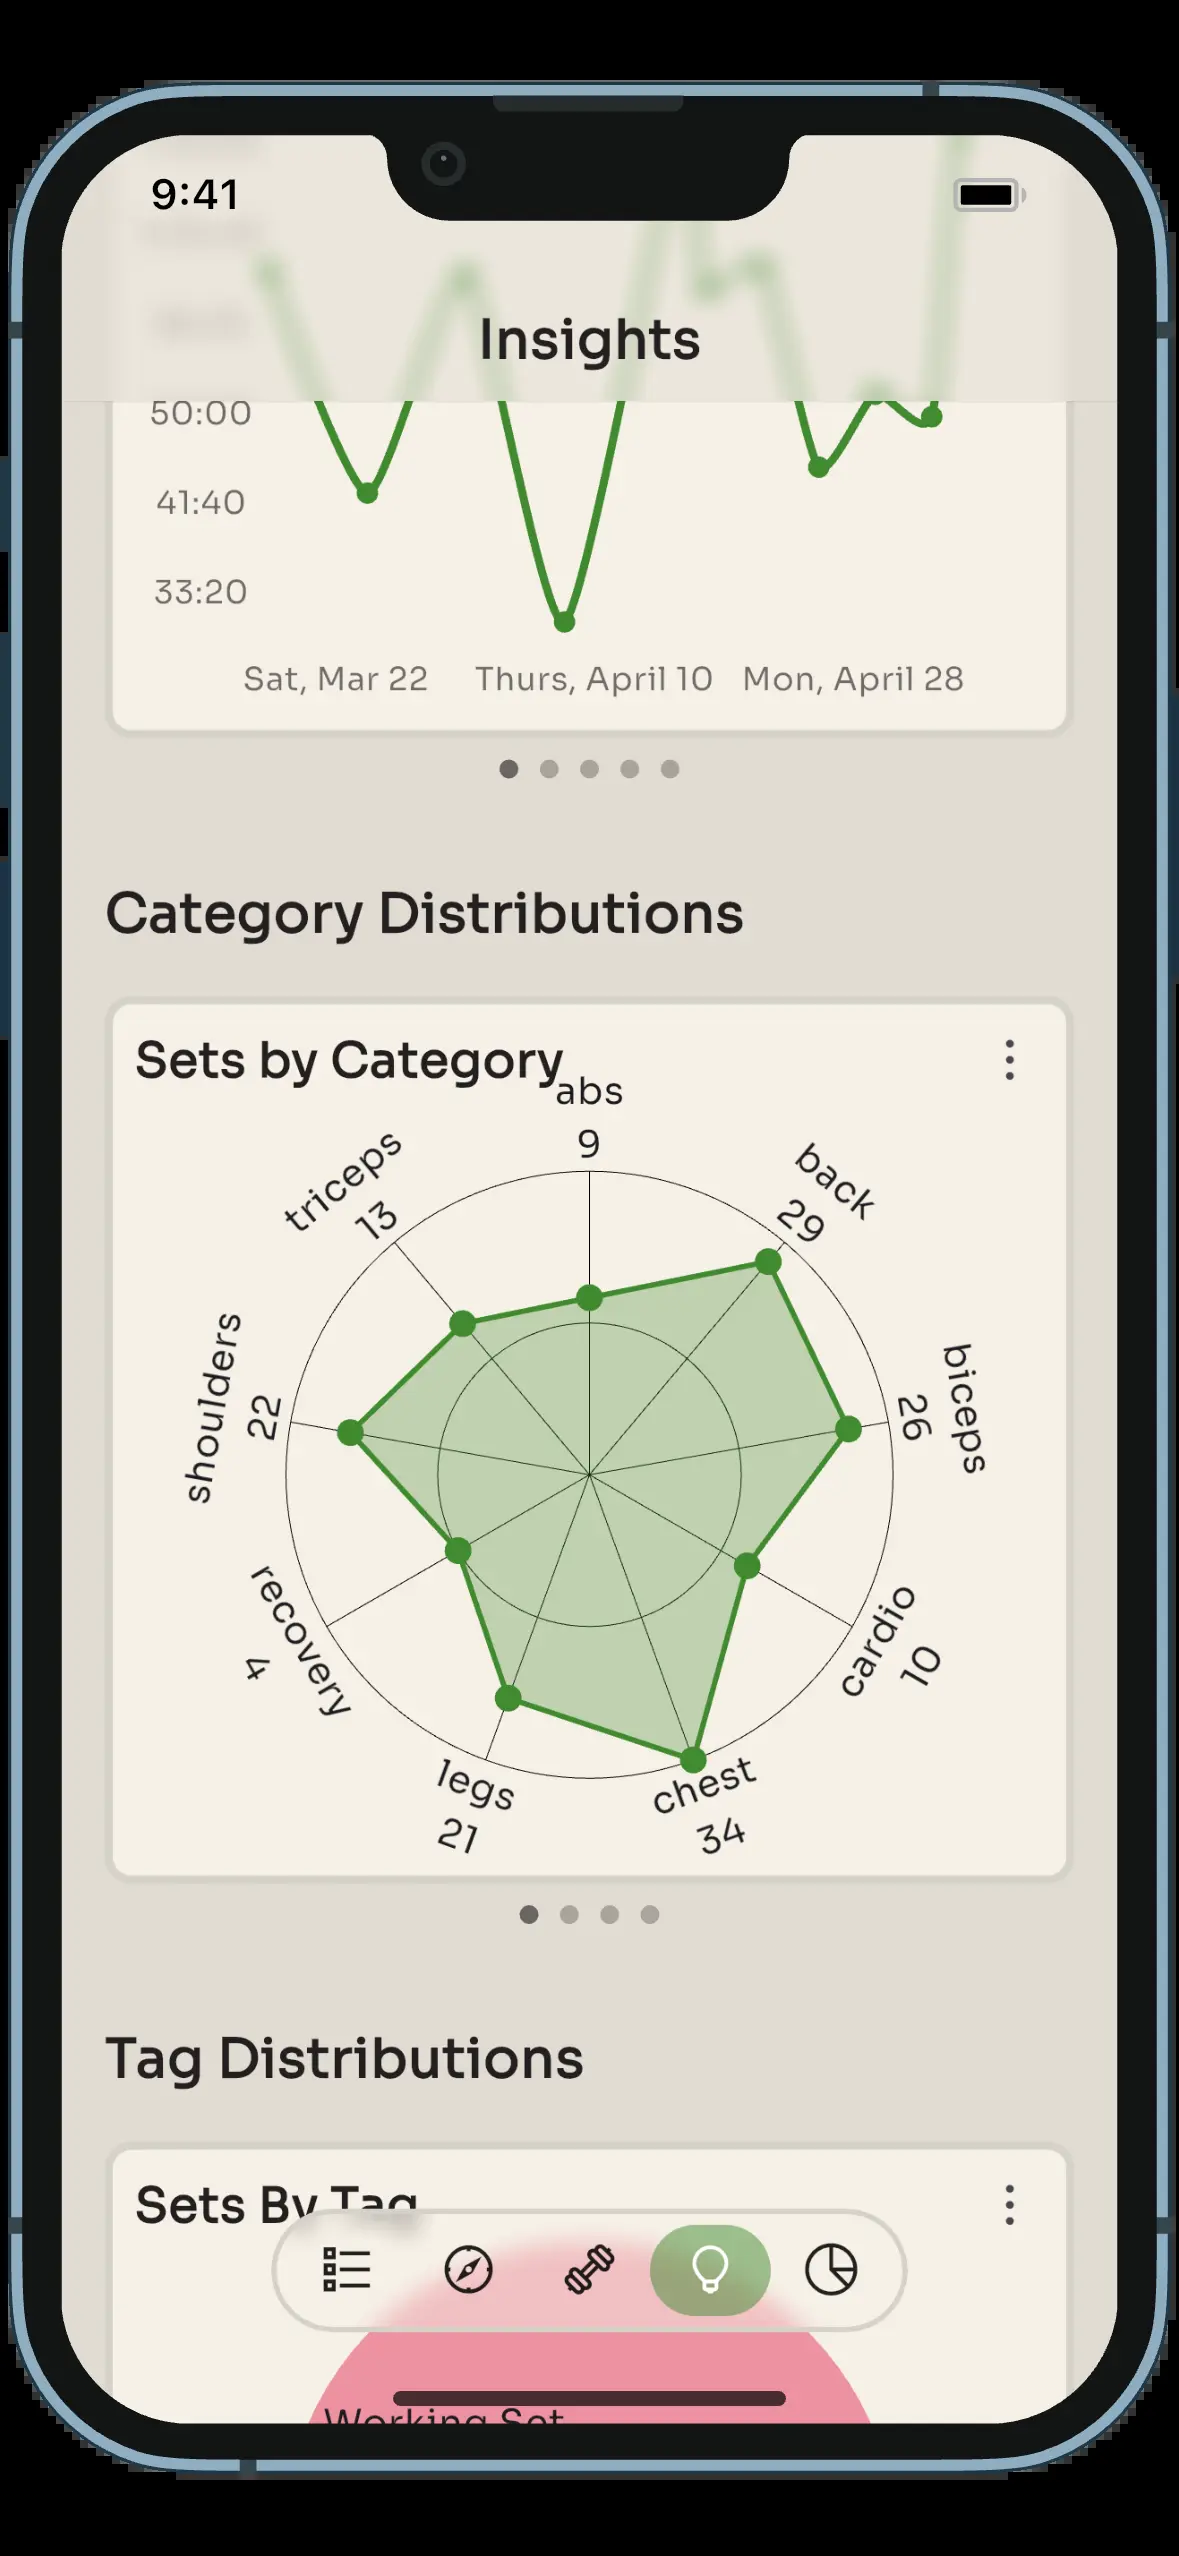 9:41
Insights
50:00
41:40
33:20
Sat, Mar 22
Thurs, April 10
Mon, April 28
Category Distributions
Sets by Category
abs
9
back
29
biceps
26
cardio
10
chest
34
legs
21
recovery
4
shoulders
22
triceps
13
Tag Distributions
Sets By Tag
Working Set